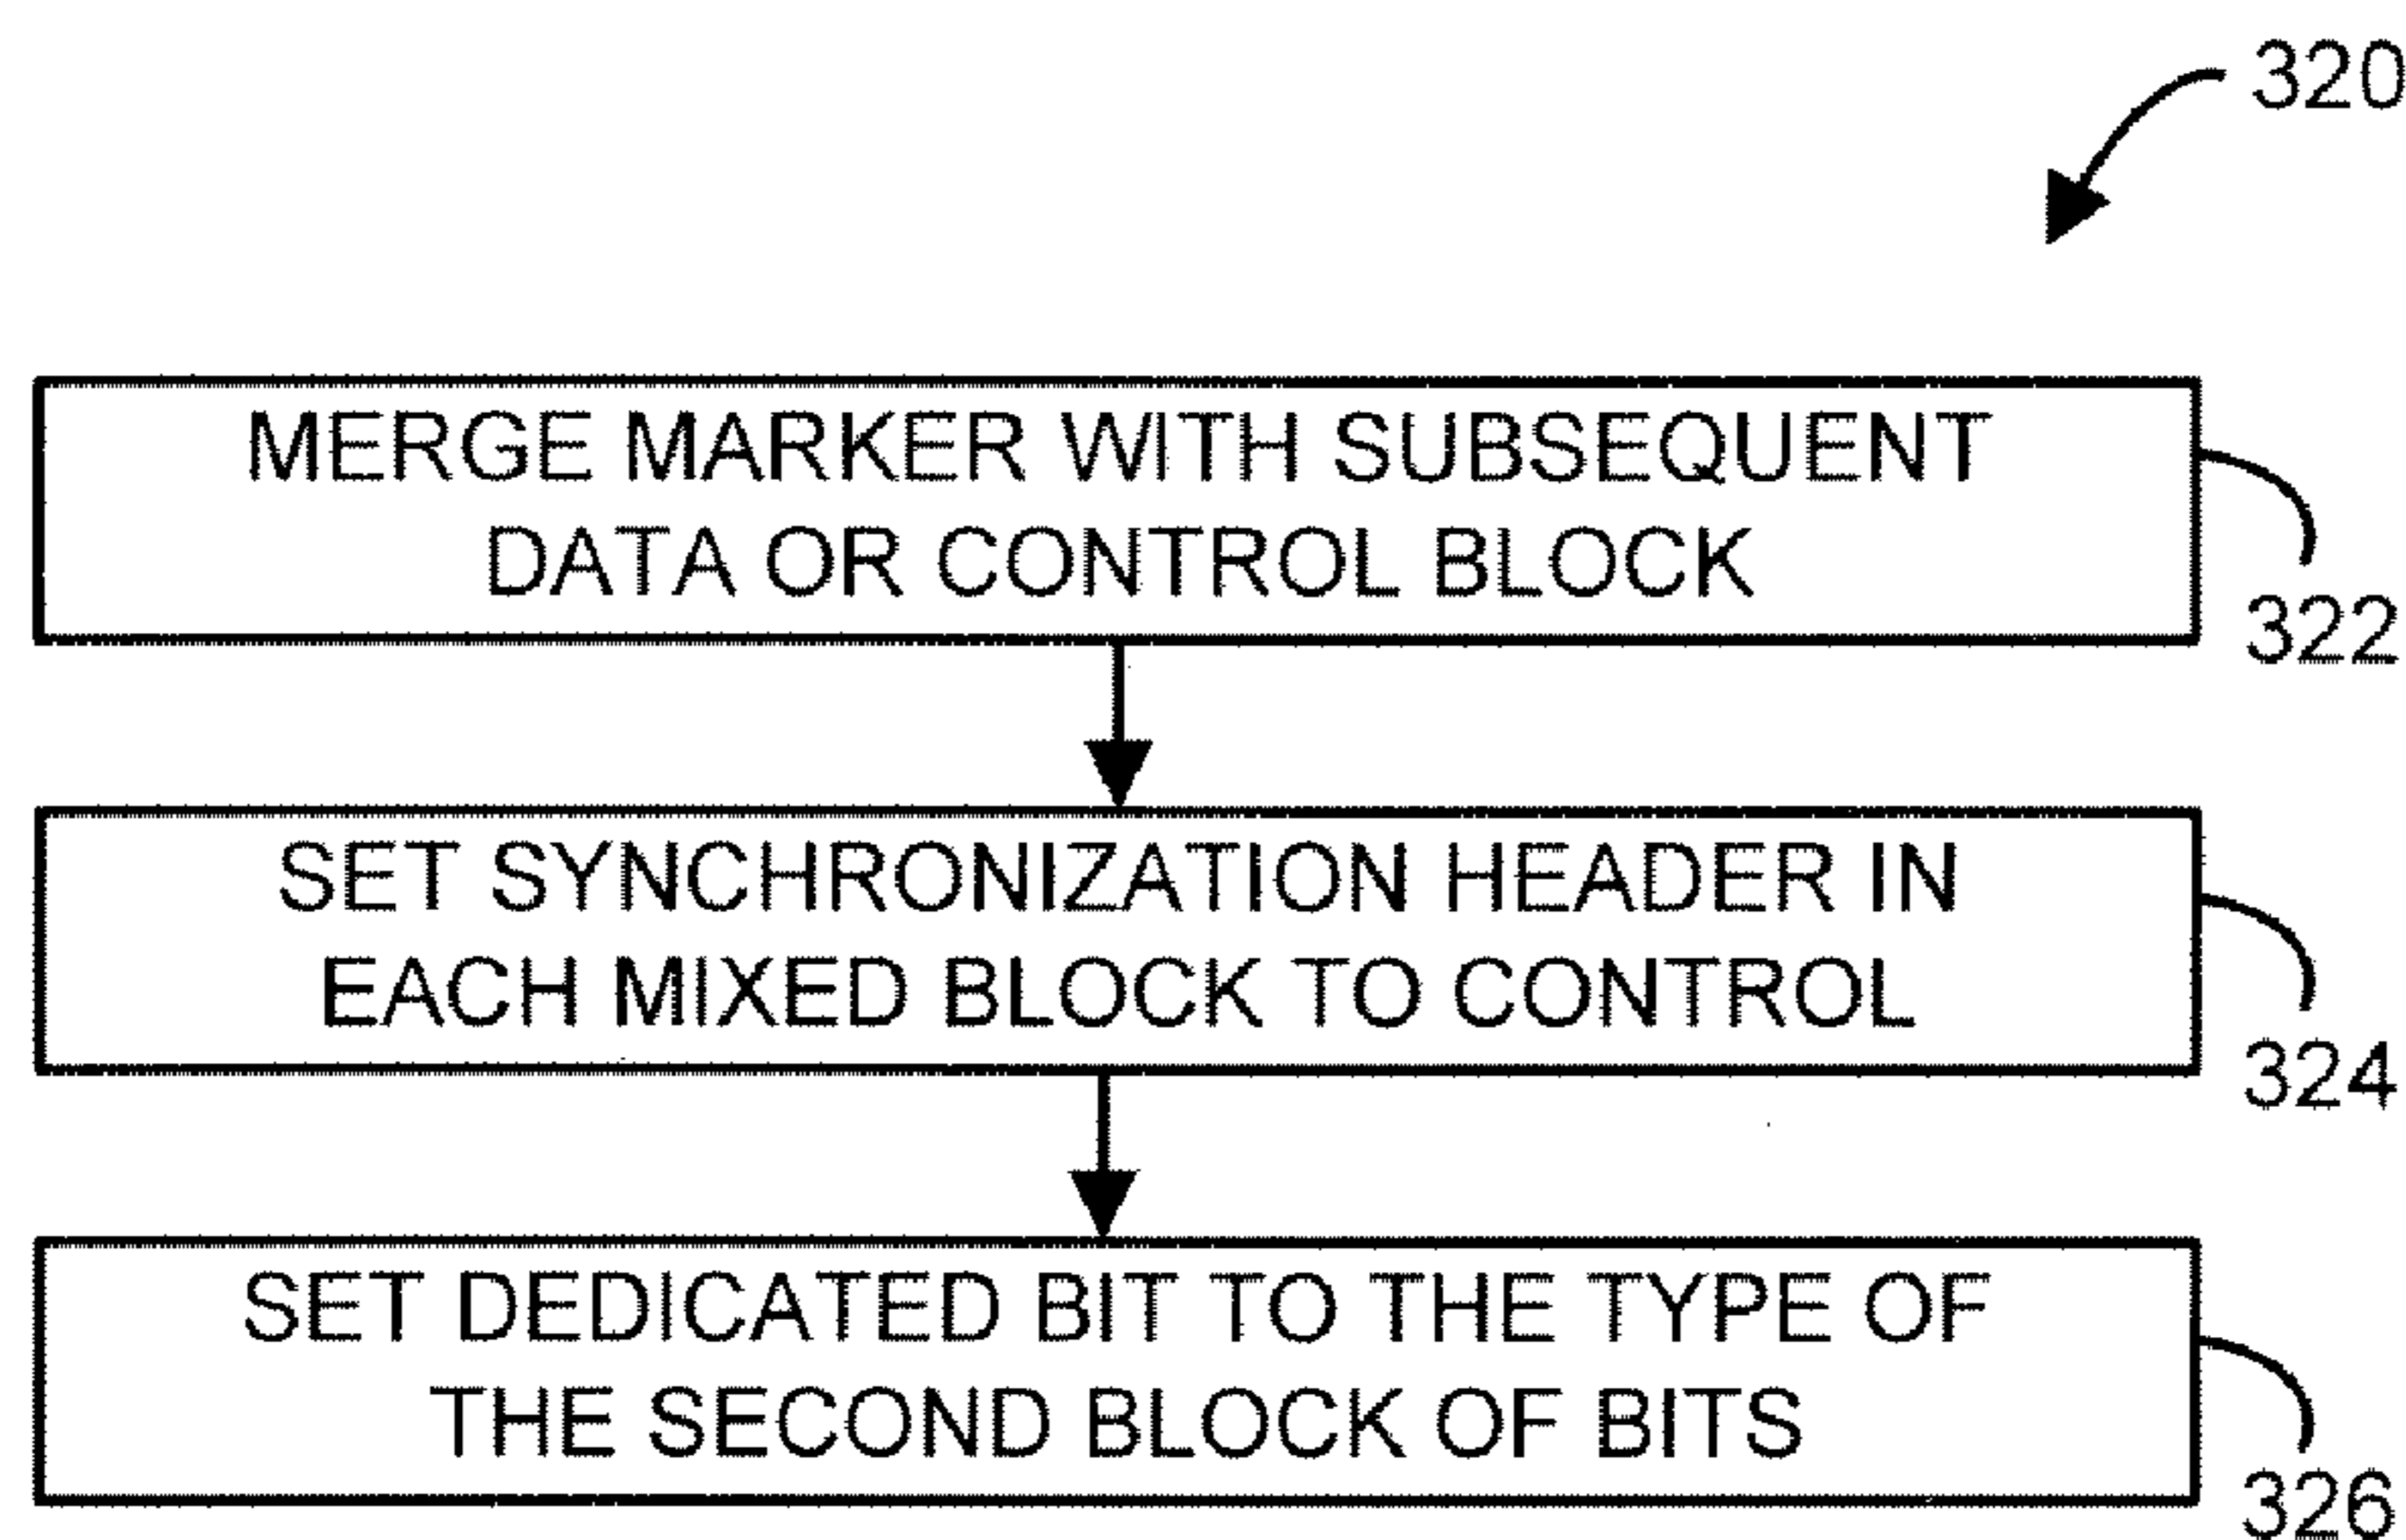 320
MERGE MARKER WITH SUBSEQUENT
DATA OR CONTROL BLOCK
322
SET SYNCHRONIZATION HEADER IN
EACH MIXED BLOCK TO CONTROL
324
SET DEDICATED BIT TO THE TYPE OF
THE SECOND BLOCK OF BITS
326